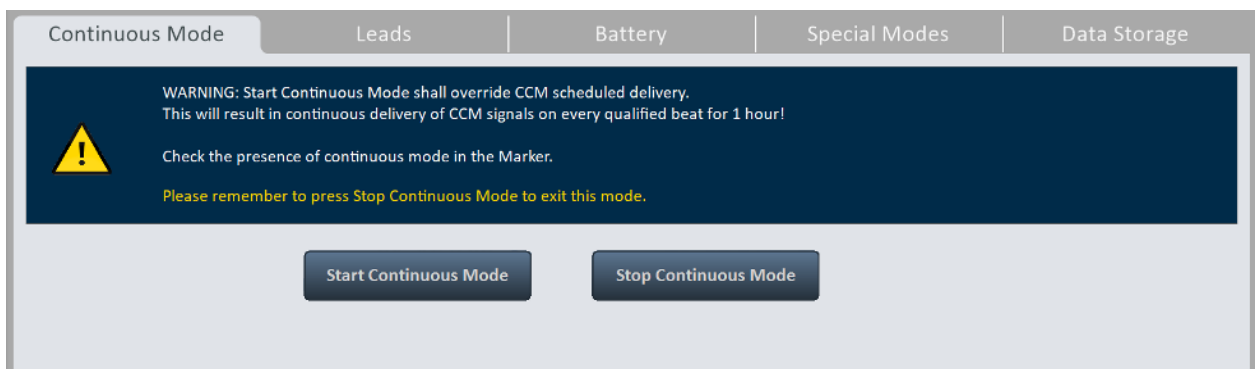 Continuous Mode Leads Battery Special Modes Data Storage
WARNING: Start Continuous Mode shall override CCM scheduled delivery.
This will result in continuous delivery of CCM signals on every qualified beat for 1 hour!
Check the presence of continuous mode in the Marker.
Please remember to press Stop Continuous Mode to exit this mode.
Start Continuous Mode Stop Continuous Mode